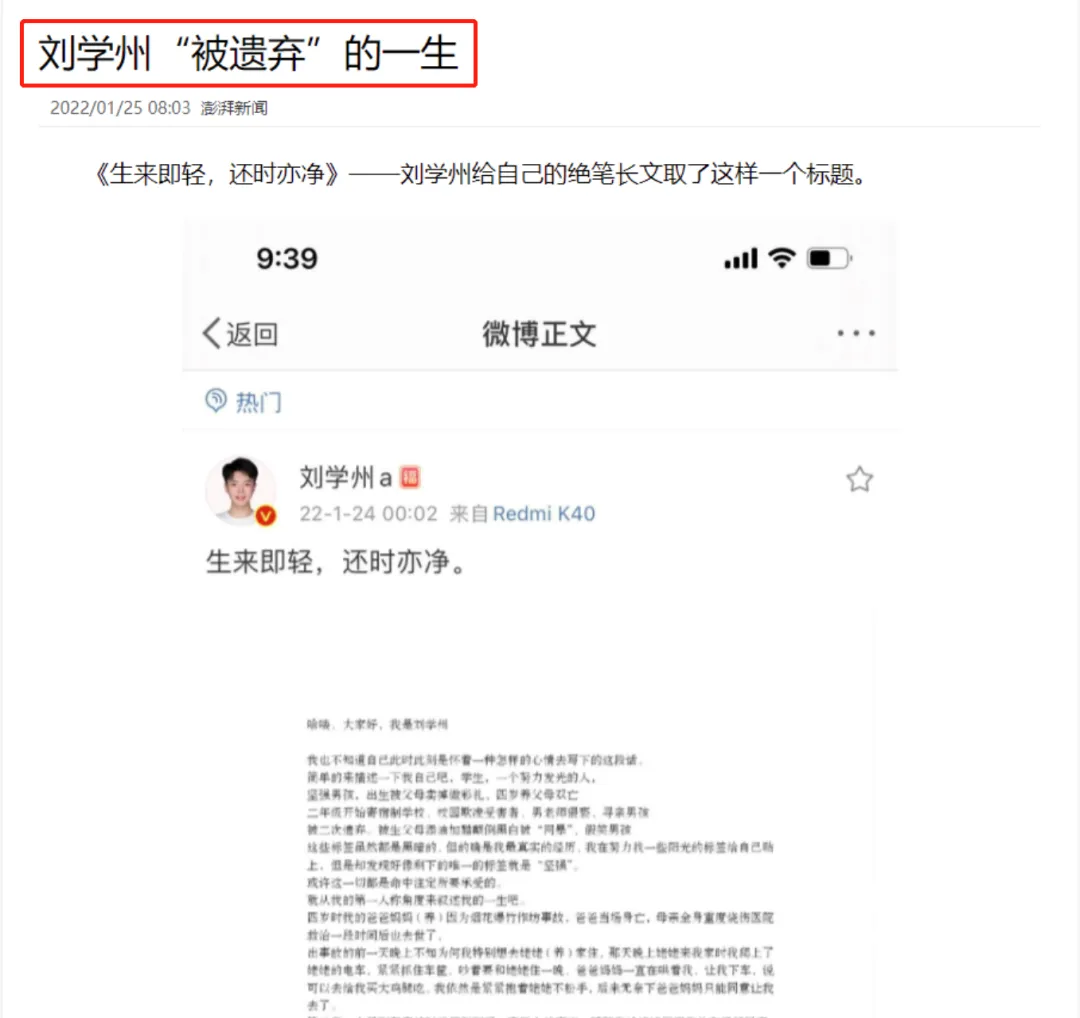 刘学州“被遗弃”的一生
2022/01/25 08:03 澎湃新闻
《生来即轻，还时亦净》——刘学州给自己的绝笔长文取了这样一个标题。
9:39
返回 微博正文
热门
刘学州a 福
22-1-24 00:02 来自 Redmi K40
生来即轻，还时亦净。
哈喽，大家好，我是刘学州
我也不知道自己此时此刻是怀着一种怎样的心情去写下的这段话。
简单的来描述一下我自己吧，学生，一个努力发光的人，
坚强男孩，出生被父母卖掉做彩礼，四岁养父母双亡
二年级开始寄宿制学校，校园欺凌受害者，男老师猥亵，寻亲男孩
被二次遗弃，被生父母添油加醋颠倒黑白被“网暴”，假笑男孩
这些标签虽然都是黑暗的，但的确是我最真实的经历，我在努力找一些阳光的标签给自己贴
上，但是却发现好像剩下的唯一的标签就是“坚强”。
或许这一切都是命中注定所要承受的。
就从我的第一人称角度来叙述我的一生吧。
四岁时我的爸爸妈妈（养）因为烟花爆竹作坊事故，爸爸当场身亡，母亲全身重度烧伤医院
救治一段时间后也去世了。
出事故的前一天晚上不知为何我特别想去姥姥（养）家住，那天晚上姥姥来我家时我爬上了
姥姥的电车，紧紧抓住车筐，吵着要和姥姥住一晚，爸爸妈妈一直在哄着我，让我下车，说
可以去给我买大鸡腿吃，我依然是紧紧抱着姥姥不松手，后来无奈下爸爸妈妈只能同意让我
去了。